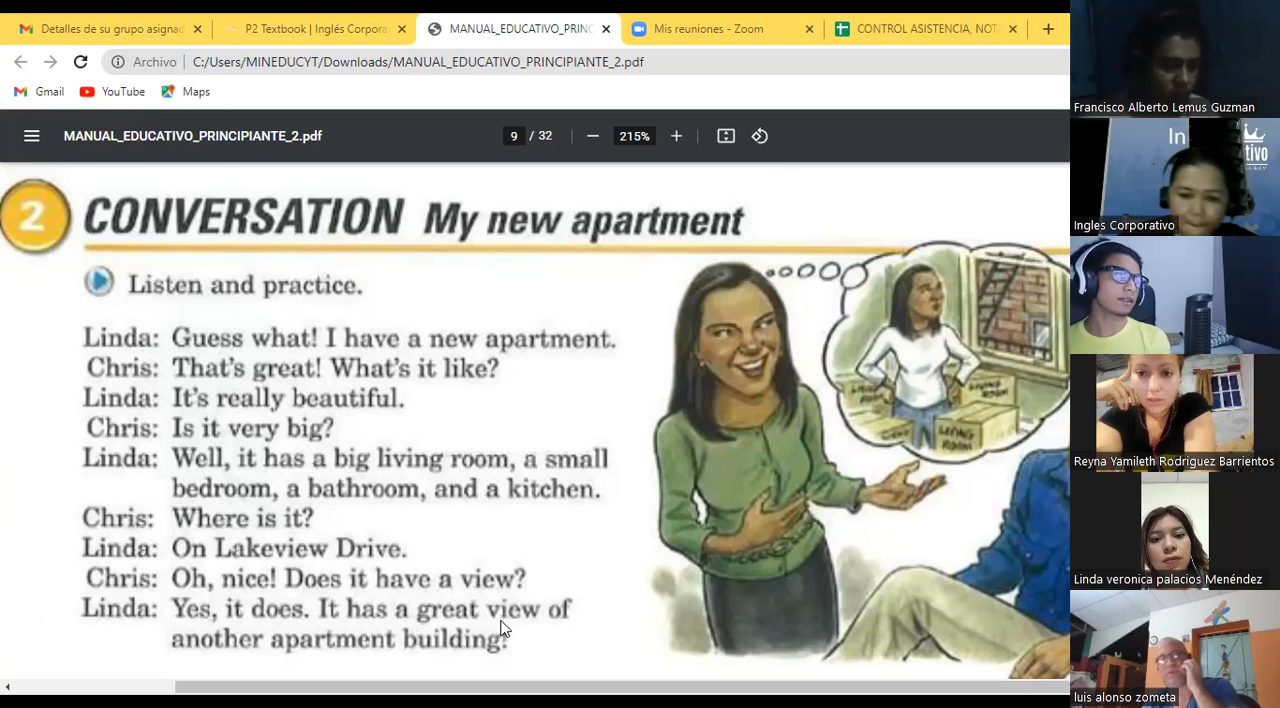 Detalles de su grupo asignad
P2 Textbook | Inglés Corpora
MANUAL_EDUCATIVO_PRINC
Mis reuniones - Zoom
CONTROL ASISTENCIA, NOT
Archivo
C:/Users/MINEDUCYT/Downloads/MANUAL_EDUCATIVO_PRINCIPIANTE_2.pdf
Gmail
YouTube
Maps
MANUAL_EDUCATIVO_PRINCIPIANTE_2.pdf
9 / 32
215%
2 CONVERSATION My new apartment
Listen and practice.
Linda: Guess what! I have a new apartment.
Chris: That's great! What's it like?
Linda: It's really beautiful.
Chris: Is it very big?
Linda: Well, it has a big living room, a small
bedroom, a bathroom, and a kitchen.
Chris: Where is it?
Linda: On Lakeview Drive.
Chris: Oh, nice! Does it have a view?
Linda: Yes, it does. It has a great view of
another apartment building!
LIVING
ROOM
Francisco Alberto Lemus Guzman
In
tivo
Ingles Corporativo
Reyna Yamileth Rodriguez Barrientos
Linda veronica palacios Menéndez
luis alonso zometa